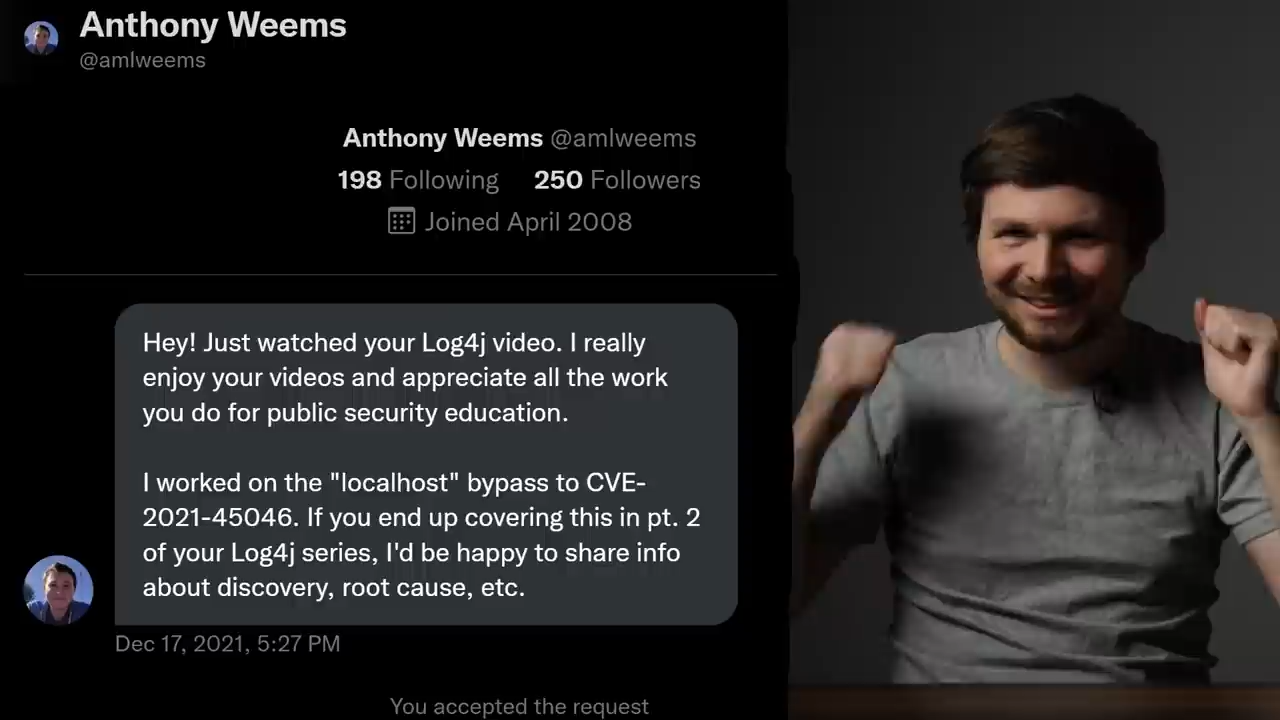 Anthony Weems
@amlweems
Anthony Weems @amlweems
198 Following 250 Followers
Joined April 2008
Hey! Just watched your Log4j video. I really
enjoy your videos and appreciate all the work
you do for public security education.
I worked on the "localhost" bypass to CVE-
2021-45046. If you end up covering this in pt. 2
of your Log4j series, I'd be happy to share info
about discovery, root cause, etc.
Dec 17, 2021, 5:27 PM
You accepted the request